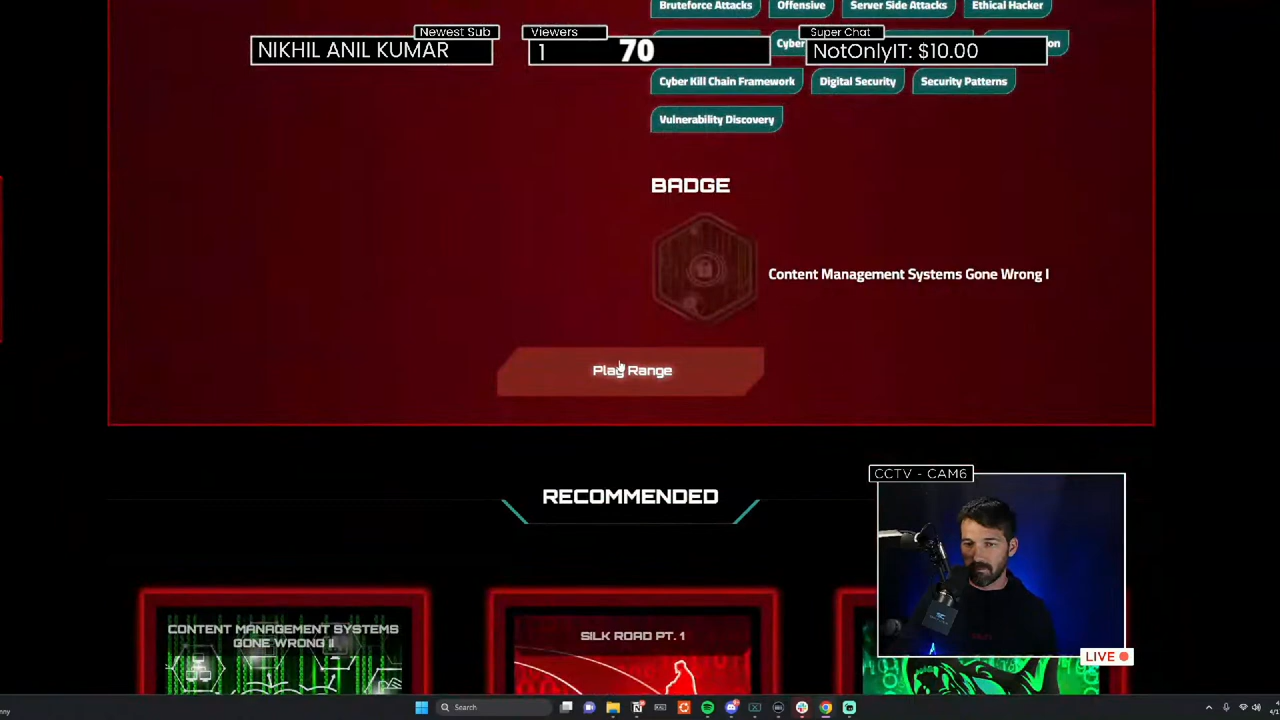 Bruteforce Attacks
Offensive
Server Side Attacks
Ethical Hacker
Newest Sub
Viewers
Super Chat
NIKHIL ANIL KUMAR
1
70
NotOnlyIT: $10.00
Cyber
on
Cyber Kill Chain Framework
Digital Security
Security Patterns
Vulnerability Discovery
BADGE
Content Management Systems Gone Wrong I
Play Range
RECOMMENDED
CCTV - CAM6
CONTENT MANAGEMENT SYSTEMS
GONE WRONG II
SILK ROAD PT. 1
LIVE
Search